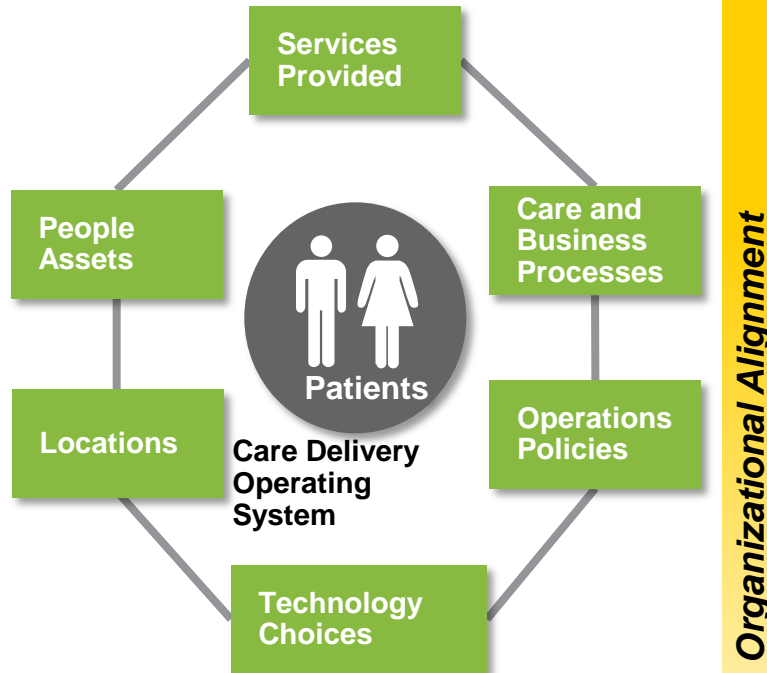 Services
Provided
People
Assets
Care and
Business
Processes
Patients
Locations
Care Delivery
Operating
System
Operations
Policies
Technology
Choices
Organizational Alignment